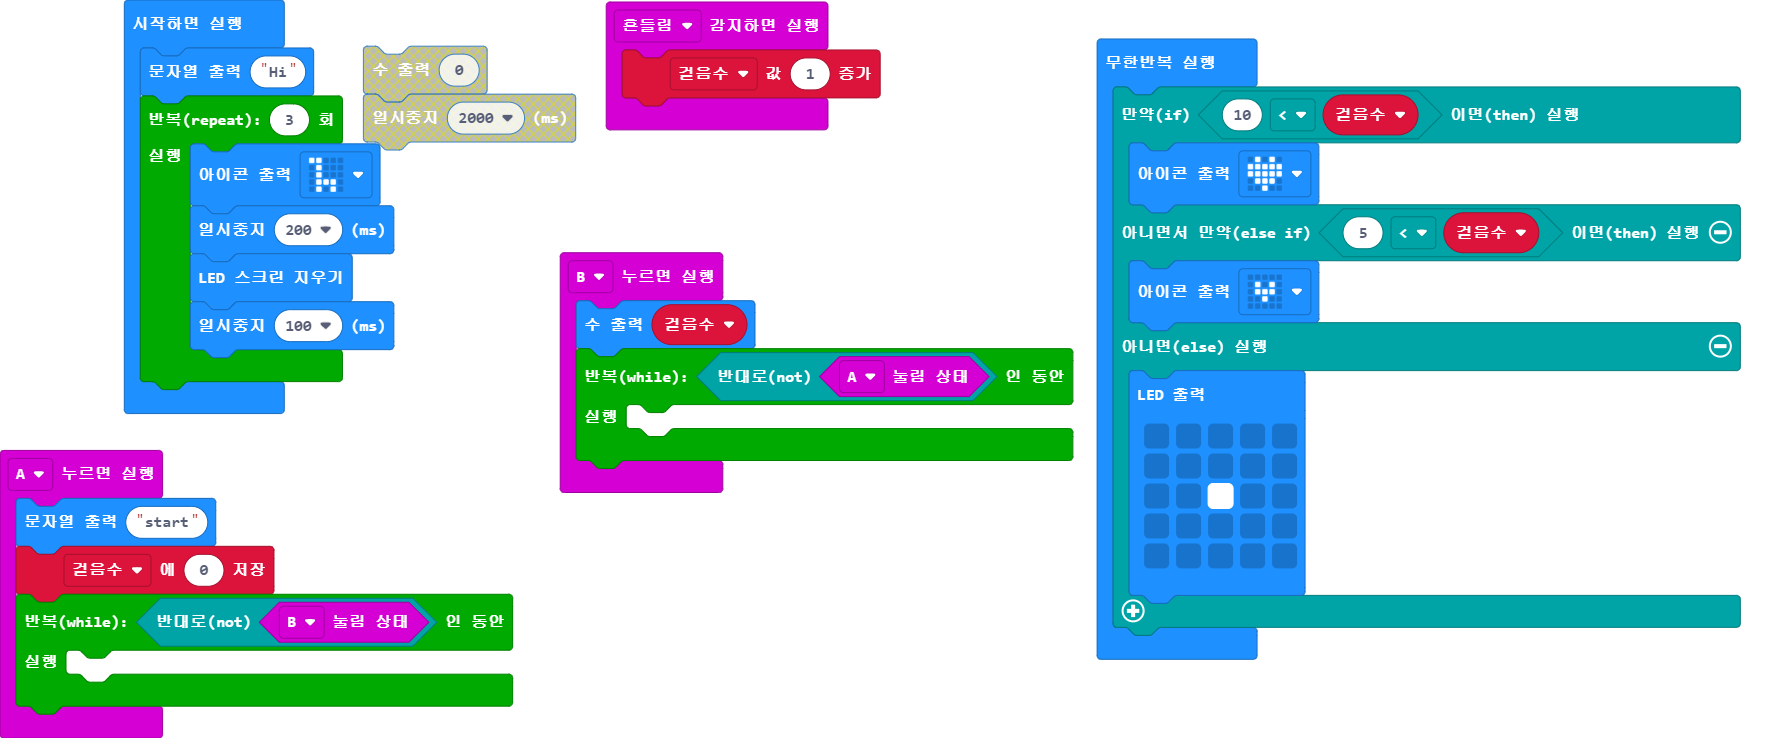 시작하면 실행
문자열 출력 "Hi"
반복(repeat): 3 회
실행
아이콘 출력
일시중지 200 (ms)
LED 스크린 지우기
일시중지 100 (ms)
수 출력 0
일시중지 2000 (ms)
흔들림 감지하면 실행
걸음수 값 1 증가
B 누르면 실행
수 출력 걸음수
반복(while): 반대로(not) A 눌림 상태 인 동안
실행
A 누르면 실행
문자열 출력 "start"
걸음수 에 0 저장
반복(while): 반대로(not) B 눌림 상태 인 동안
실행
무한반복 실행
만약(if) 10 < 걸음수 이면(then) 실행
아이콘 출력
아니면서 만약(else if) 5 < 걸음수 이면(then) 실행
아이콘 출력
아니면(else) 실행
LED 출력